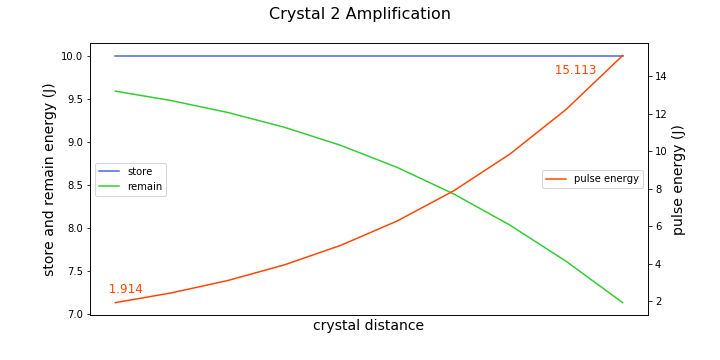 Crystal 2 Amplification
store and remain energy (J)
10.0
9.5
9.0
8.5
8.0
7.5
7.0
store
remain
1.914
15.113
pulse energy
14
12
10
8
6
4
2
pulse energy (J)
crystal distance